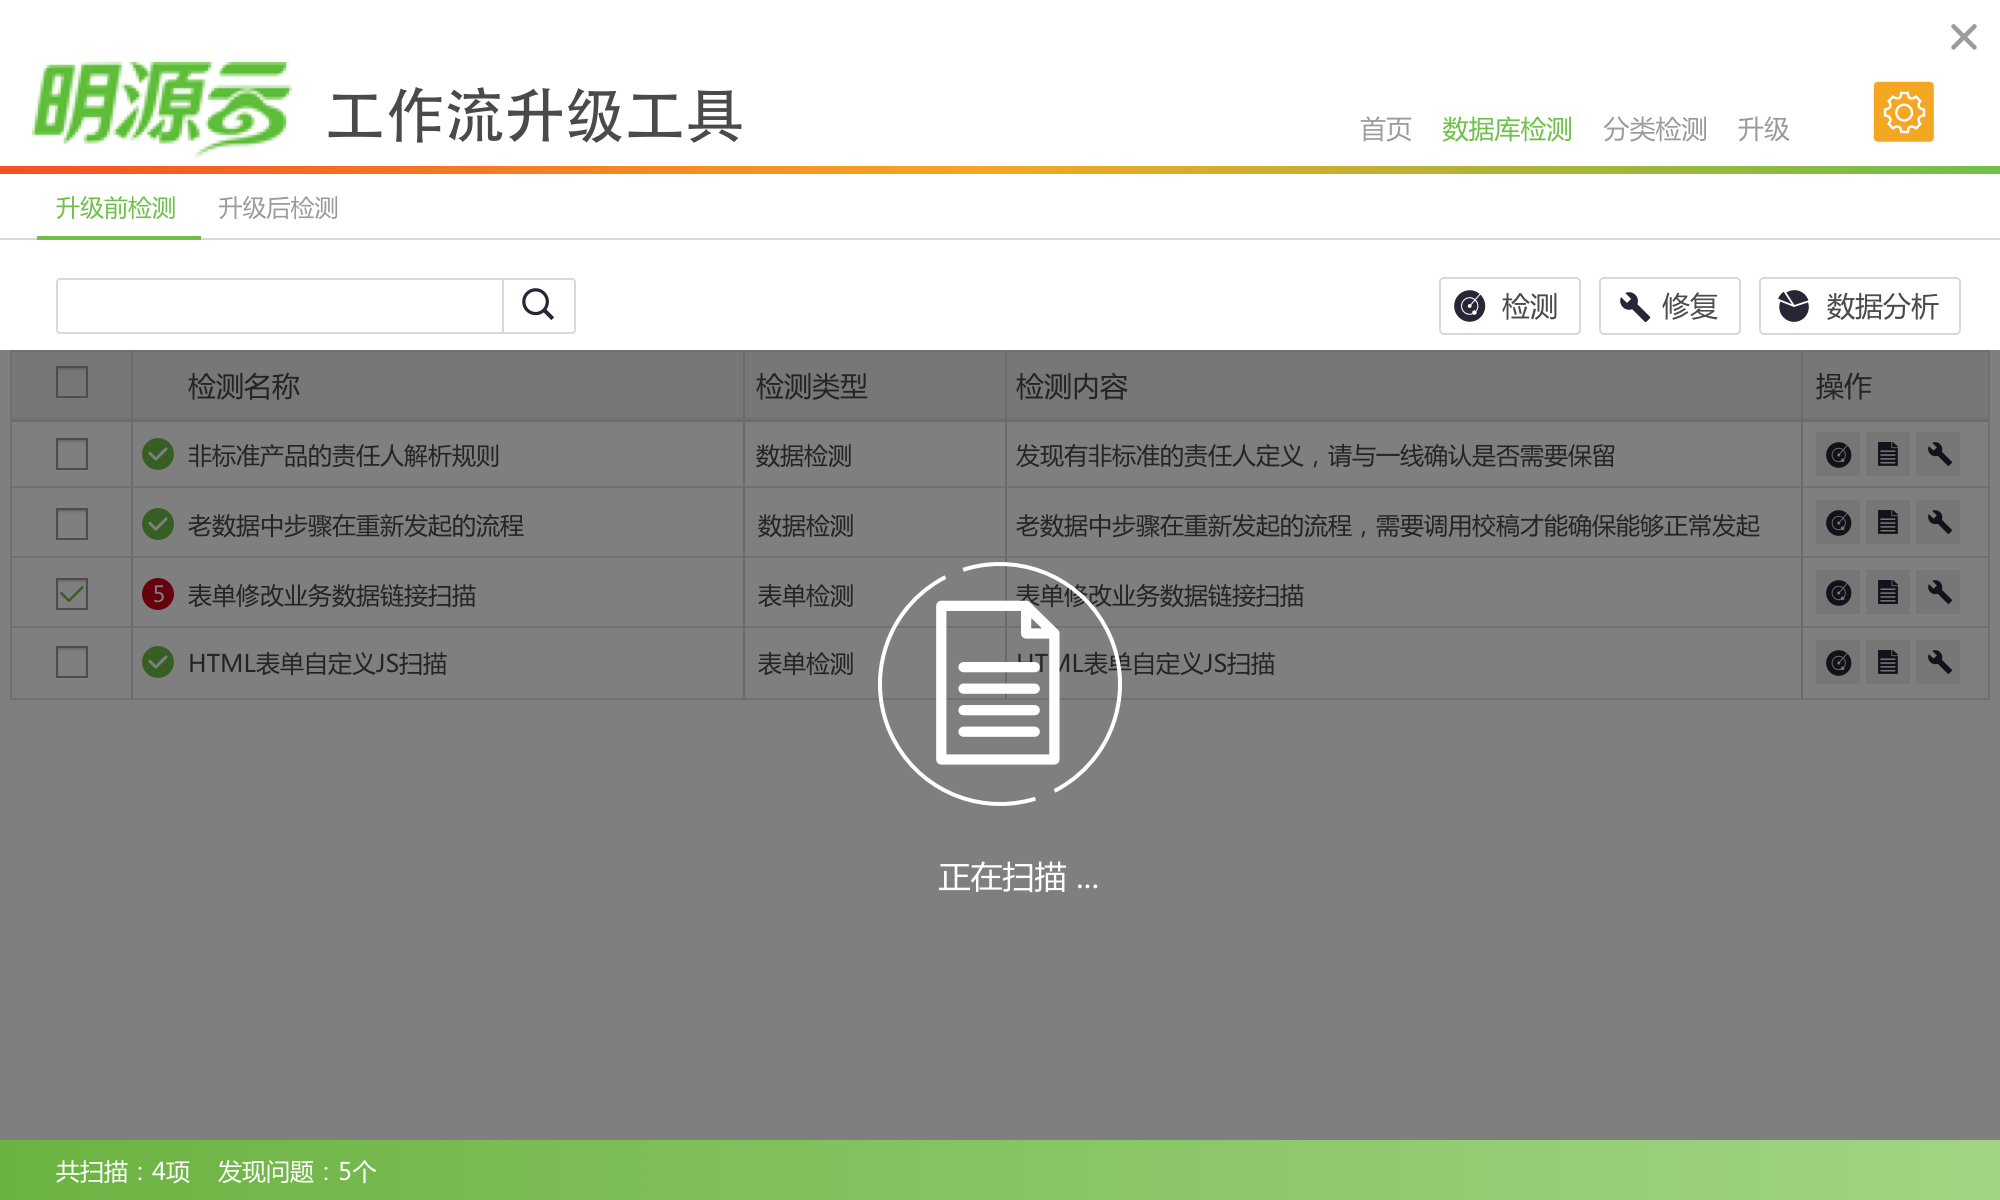 明源云 工作流升级工具
首页 数据库检测 分类检测 升级
升级前检测 升级后检测
检测 修复 数据分析
检测名称 检测类型 检测内容 操作
非标准产品的责任人解析规则 数据检测 发现有非标准的责任人定义，请与一线确认是否需要保留
老数据中步骤在重新发起的流程 数据检测 老数据中步骤在重新发起的流程，需要调用校稿才能确保能够正常发起
5 表单修改业务数据链接扫描 表单检测 表单修改业务数据链接扫描
HTML表单自定义JS扫描 表单检测 HTML表单自定义JS扫描
正在扫描 ...
共扫描：4项 发现问题：5个